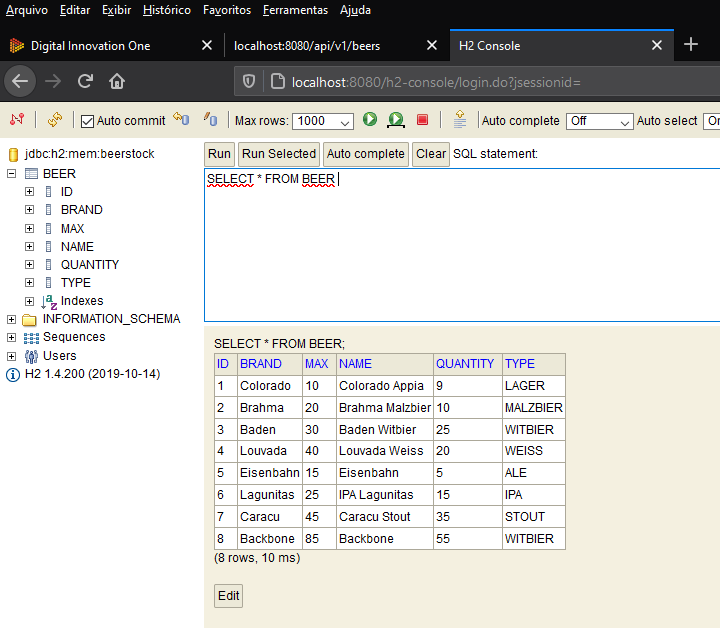 Arquivo Editar Exibir Histórico Favoritos Ferramentas Ajuda
Digital Innovation One localhost:8080/api/v1/beers H2 Console
localhost:8080/h2-console/login.do?jsessionid=
Auto commit Max rows: 1000 Auto complete Off Auto select On
jdbc:h2:mem:beerstock
BEER
ID
BRAND
MAX
NAME
QUANTITY
TYPE
Indexes
INFORMATION_SCHEMA
Sequences
Users
H2 1.4.200 (2019-10-14)
Run Run Selected Auto complete Clear SQL statement:
SELECT * FROM BEER
SELECT * FROM BEER;
ID BRAND MAX NAME QUANTITY TYPE
1 Colorado 10 Colorado Appia 9 LAGER
2 Brahma 20 Brahma Malzbier 10 MALZBIER
3 Baden 30 Baden Witbier 25 WITBIER
4 Louvada 40 Louvada Weiss 20 WEISS
5 Eisenbahn 15 Eisenbahn 5 ALE
6 Lagunitas 25 IPA Lagunitas 15 IPA
7 Caracu 45 Caracu Stout 35 STOUT
8 Backbone 85 Backbone 55 WITBIER
(8 rows, 10 ms)
Edit